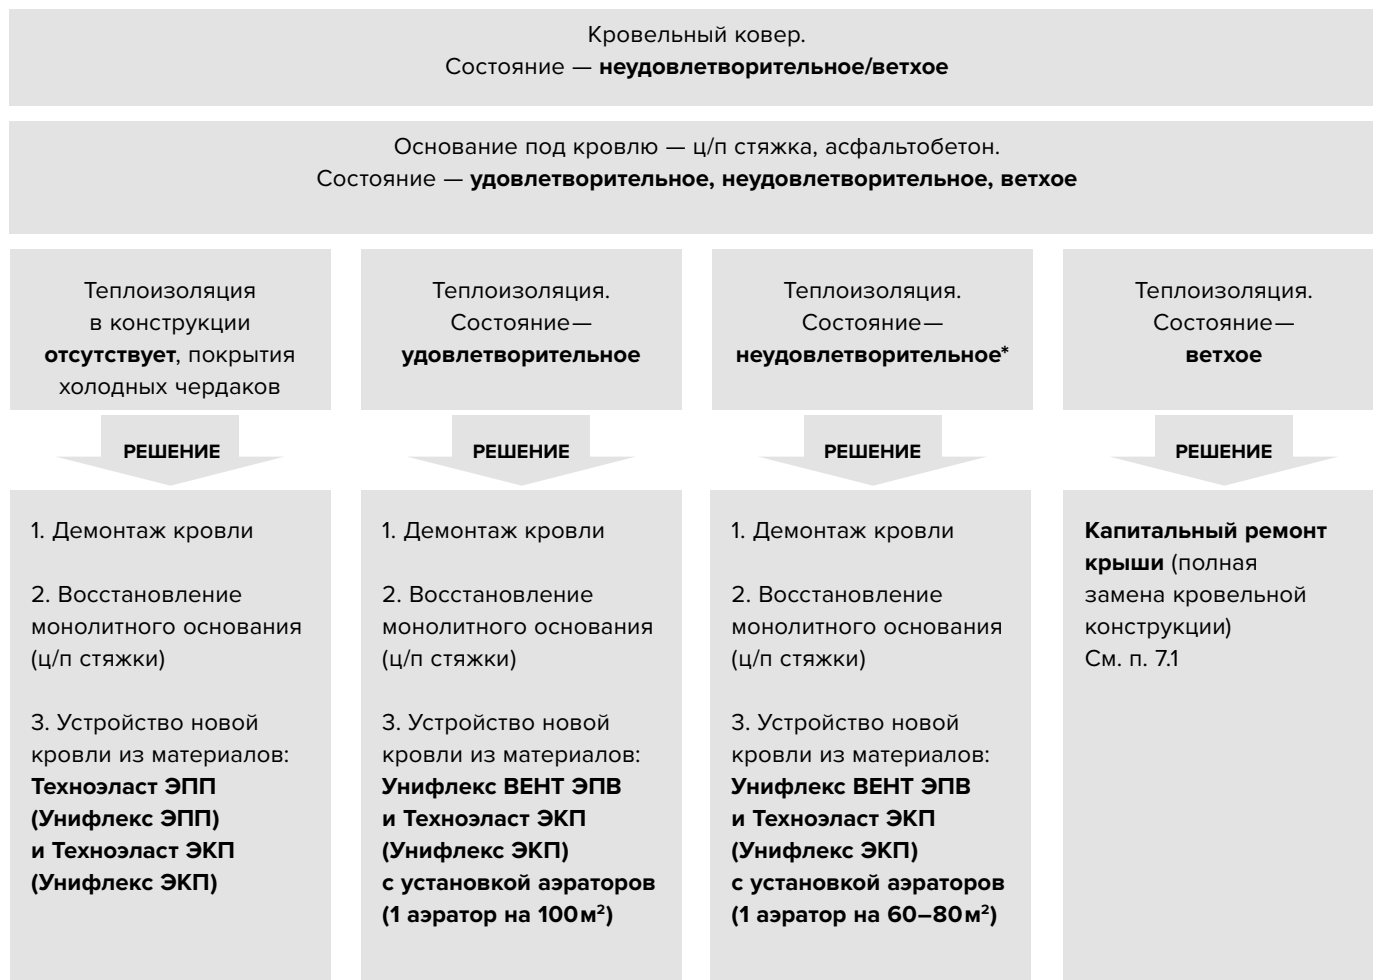 Кровельный ковер.
Состояние — неудовлетворительное/ветхое
Основание под кровлю — ц/п стяжка, асфальтобетон.
Состояние — удовлетворительное, неудовлетворительное, ветхое
Теплоизоляция
в конструкции
отсутствует, покрытия
холодных чердаков
РЕШЕНИЕ
1. Демонтаж кровли
2. Восстановление
монолитного основания
(ц/п стяжки)
3. Устройство новой
кровли из материалов:
Техноэласт ЭПП
(Унифлекс ЭПП)
и Техноэласт ЭКП
(Унифлекс ЭКП)
Теплоизоляция.
Состояние—
удовлетворительное
РЕШЕНИЕ
1. Демонтаж кровли
2. Восстановление
монолитного основания
(ц/п стяжки)
3. Устройство новой
кровли из материалов:
Унифлекс ВЕНТ ЭПВ
и Техноэласт ЭКП
(Унифлекс ЭКП)
с установкой аэраторов
(1 аэратор на 100 м²)
Теплоизоляция.
Состояние—
неудовлетворительное*
РЕШЕНИЕ
1. Демонтаж кровли
2. Восстановление
монолитного основания
(ц/п стяжки)
3. Устройство новой
кровли из материалов:
Унифлекс ВЕНТ ЭПВ
и Техноэласт ЭКП
(Унифлекс ЭКП)
с установкой аэраторов
(1 аэратор на 60–80 м²)
Теплоизоляция.
Состояние—
ветхое
РЕШЕНИЕ
Капитальный ремонт
крыши (полная
замена кровельной
конструкции)
См. п. 7.1